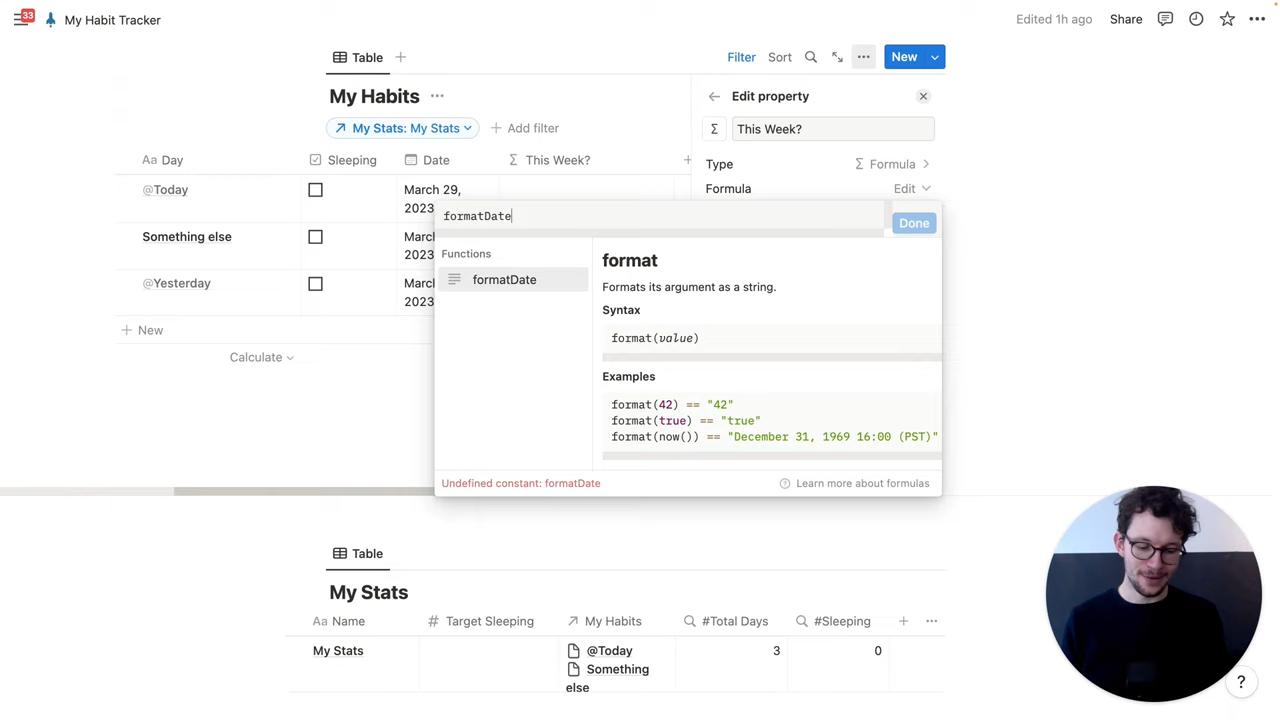 33
My Habit Tracker
Edited 1h ago
Share
Table
Filter
Sort
New
My Habits
Edit property
My Stats: My Stats
Add filter
This Week?
Aa Day
Sleeping
Date
Σ This Week?
Type
Σ Formula
Formula
Edit
@Today
March 29,
2023
formatDate
Done
Something else
March
2023
Functions
formatDate
format
Formats its argument as a string.
Syntax
format(value)
Examples
format(42) == "42"
format(true) == "true"
format(now()) == "December 31, 1969 16:00 (PST)"
@Yesterday
March
2023
New
Calculate
Undefined constant: formatDate
Learn more about formulas
Table
My Stats
Aa Name
# Target Sleeping
My Habits
#Total Days
#Sleeping
My Stats
@Today
3
0
Something
else
?